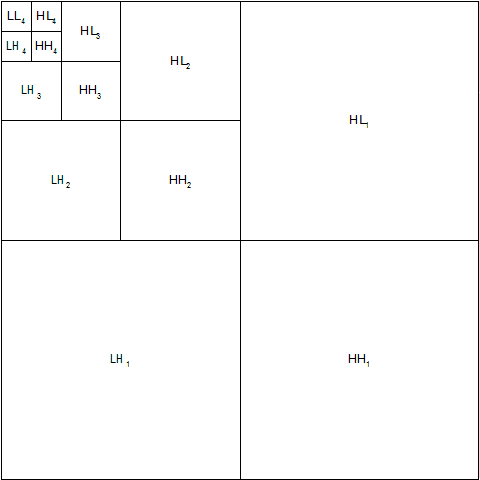 LL₄ HL₄
HL₃
LH₄ HH₄
HL₂
LH₃ HH₃
HL₁
LH₂ HH₂
LH₁ HH₁